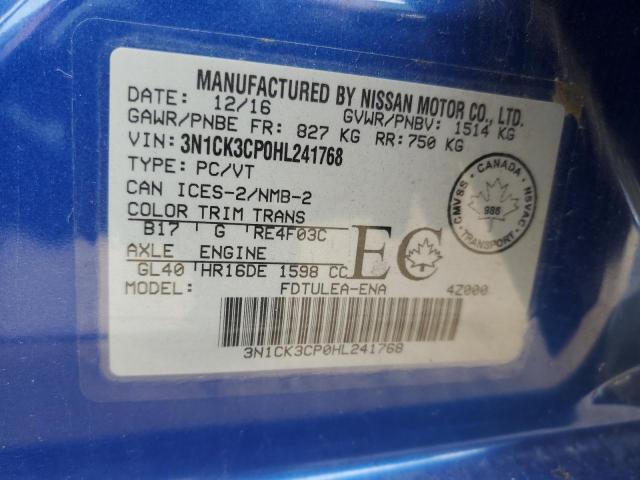 MANUFACTURED BY NISSAN MOTOR CO., LTD.
DATE: 12/16 GVWR/PNBV: 1514 KG
GAWR/PNBE FR: 827 KG RR: 750 KG
VIN: 3N1CK3CP0HL241768
TYPE: PC/VT
CAN ICES-2/NMB-2
COLOR TRIM TRANS
B17 G RE4F03C
AXLE ENGINE
GL40 HR16DE 1598 CC
EC
MODEL: FDTULEA-ENA 4Z000
3N1CK3CP0HL241768
CMVSS · CANADA · NSVAC
986